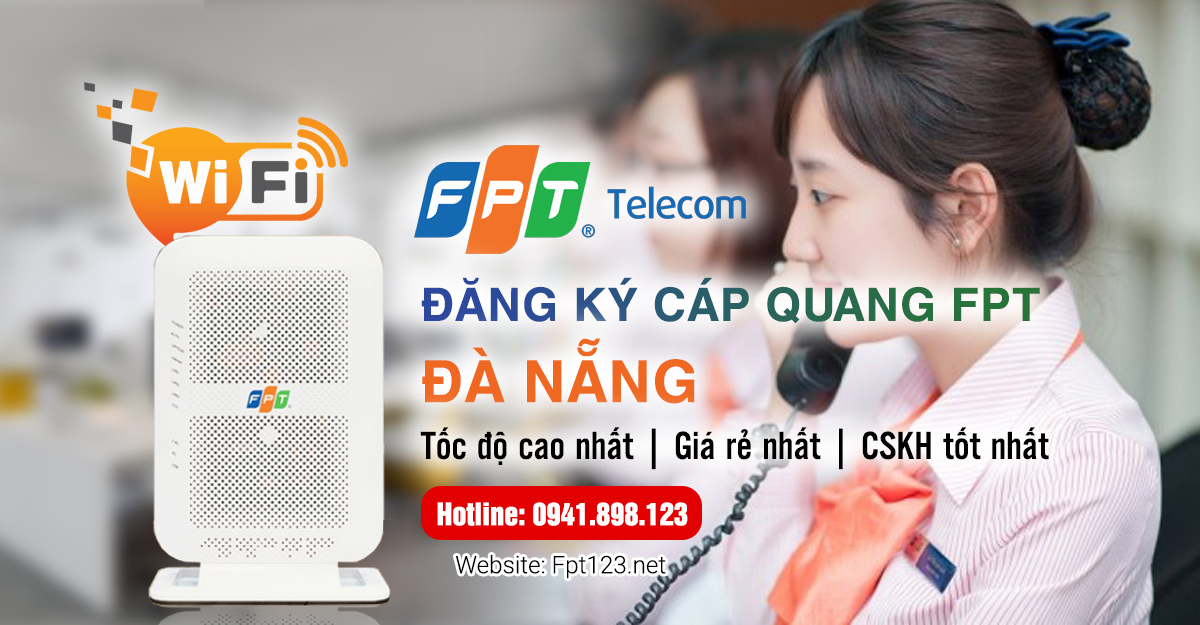 WiFi
FPT® Telecom
ĐĂNG KÝ CÁP QUANG FPT
ĐÀ NẴNG
Tốc độ cao nhất | Giá rẻ nhất | CSKH tốt nhất
Hotline: 0941.898.123
Website: Fpt123.net
FPT